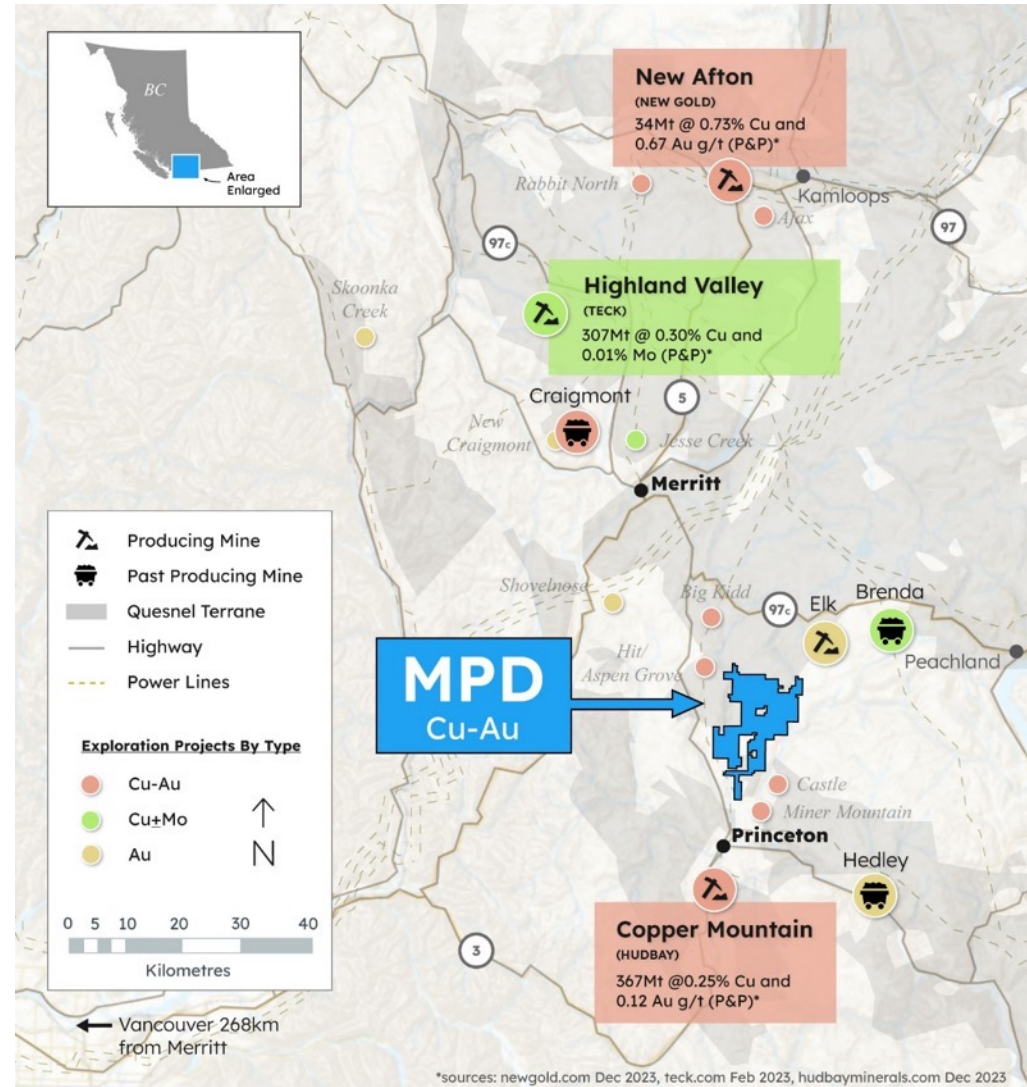 BC
Area
Enlarged
New Afton
(NEW GOLD)
34Mt @ 0.73% Cu and
0.67 Au g/t (P&P)*
Rabbit North
Kamloops
Ajax
97
97c
Highland Valley
(TECK)
307Mt @ 0.30% Cu and
0.01% Mo (P&P)*
Skoonka
Creek
5
Craigmont
New
Craigmont
Jesse Creek
Merritt
Producing Mine
Past Producing Mine
Quesnel Terrane
Highway
Power Lines
Exploration Projects By Type
Cu-Au
Cu±Mo
Au
N
0 5 10 20 30 40
Kilometres
Vancouver 268km
from Merritt
Shovelnose
Big Kidd
97c
Elk
Brenda
Peachland
Hit/
Aspen Grove
MPD
Cu-Au
Castle
Miner Mountain
Princeton
Hedley
Copper Mountain
(HUDBAY)
367Mt @0.25% Cu and
0.12 Au g/t (P&P)*
3
*sources: newgold.com Dec 2023, teck.com Feb 2023, hudbayminerals.com Dec 2023